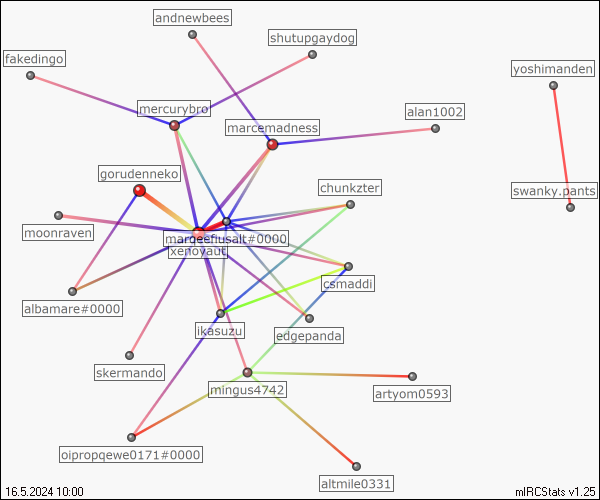 andnewbees
shutupgaydog
fakedingo
yoshimanden
mercurybro
alan1002
marcemadness
gorudenneko
chunkzter
swanky.pants
moonraven
#0000
xenoyaut
csmaddi
albamare#0000
ikasuzu
edgepanda
skermando
mingus4742
artyom0593
oipropqewe0171#0000
altmile0331
16.5.2024 10:00
mIRCStats v1.25